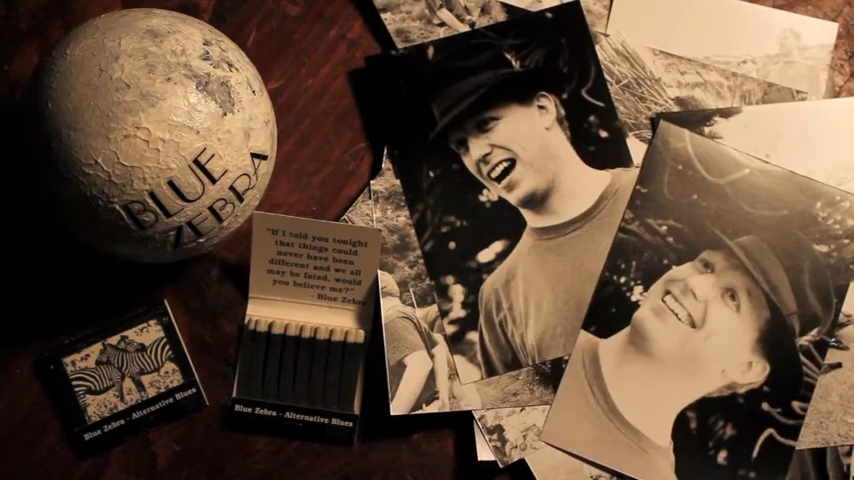 BLUE
ZEBRA
"If I told you tonight
that things could
never have been
different and we all
may be fated, would
you believe me?"
- Blue Zebra
Blue Zebra - Alternative Blues
Blue Zebra - Alternative Blues